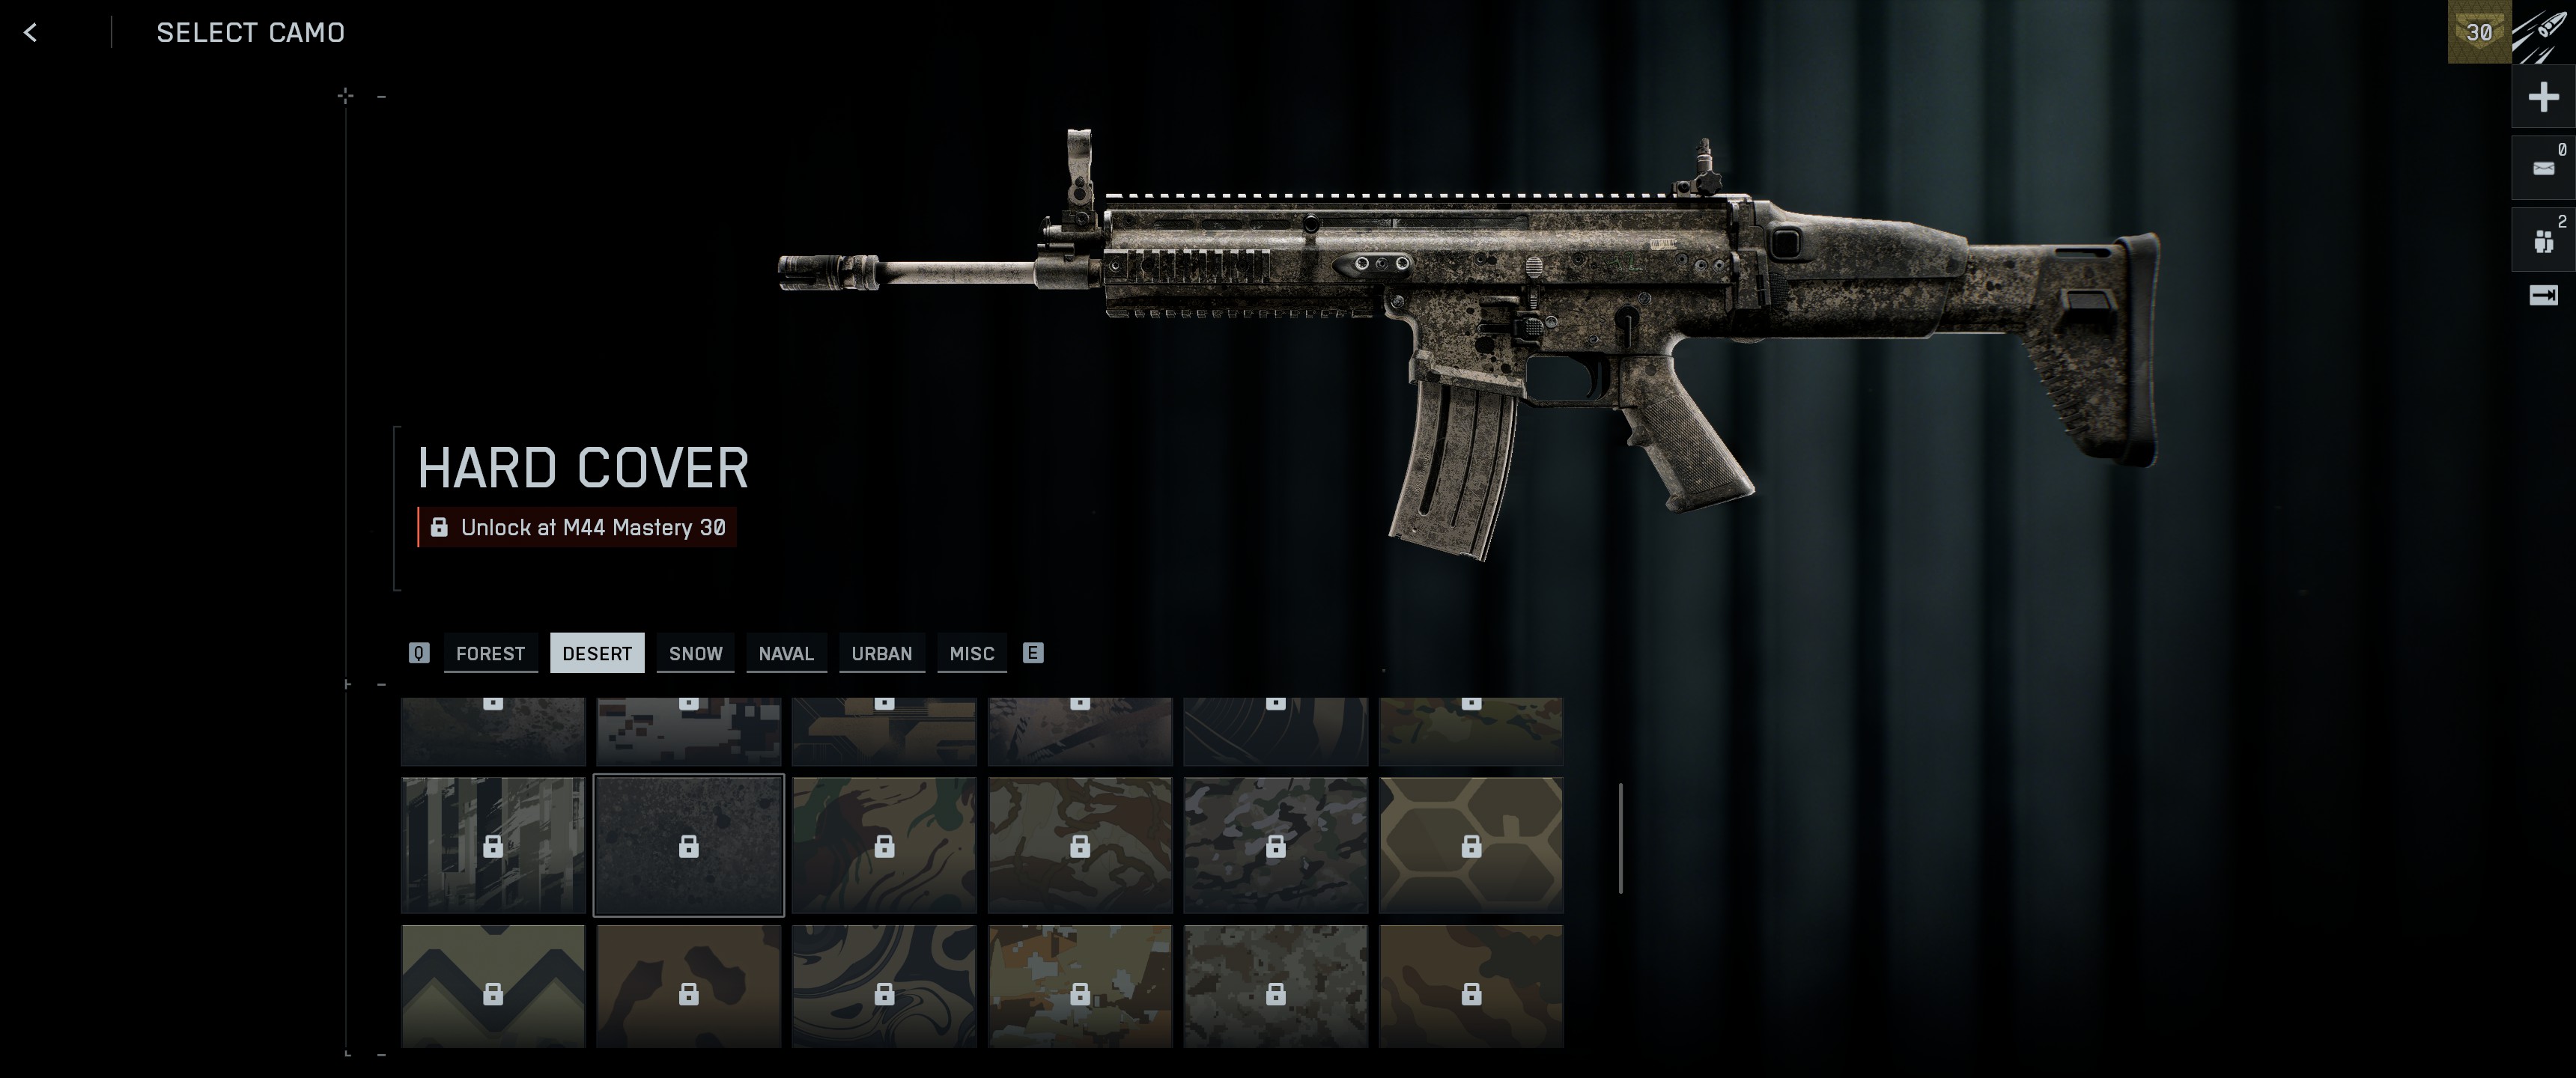 SELECT CAMO
30
0
2
HARD COVER
Unlock at M44 Mastery 30
Q FOREST DESERT SNOW NAVAL URBAN MISC E